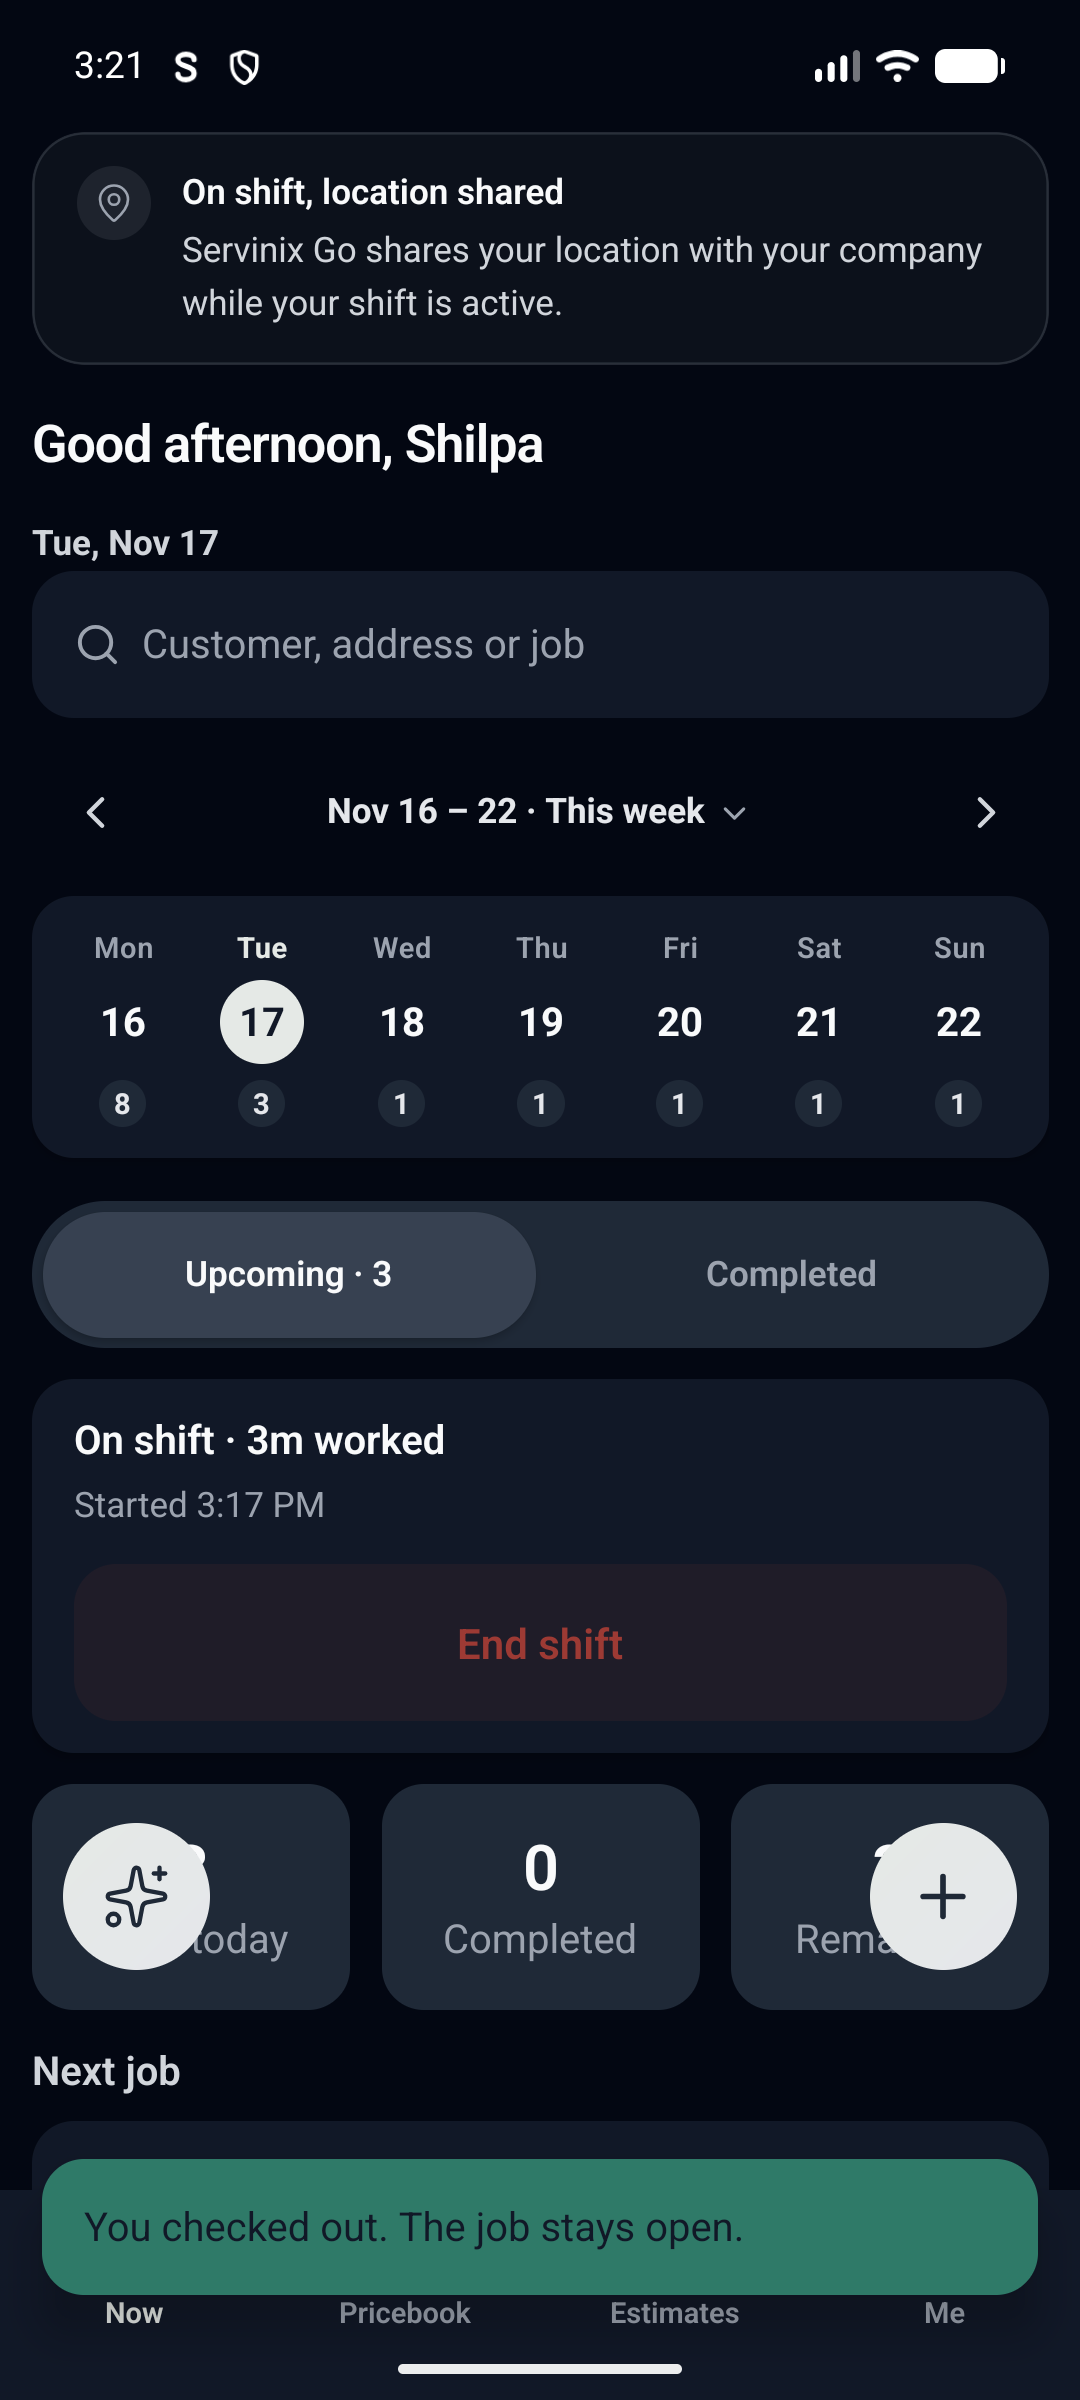 3:21
On shift, location shared
Servinix Go shares your location with your company
while your shift is active.
Good afternoon, Shilpa
Tue, Nov 17
Customer, address or job
Nov 16 – 22 · This week
Mon Tue Wed Thu Fri Sat Sun
16 17 18 19 20 21 22
8 3 1 1 1 1 1
Upcoming · 3
Completed
On shift · 3m worked
Started 3:17 PM
End shift
0
today
Completed
Next job
You checked out. The job stays open.
Now
Pricebook
Estimates
Me